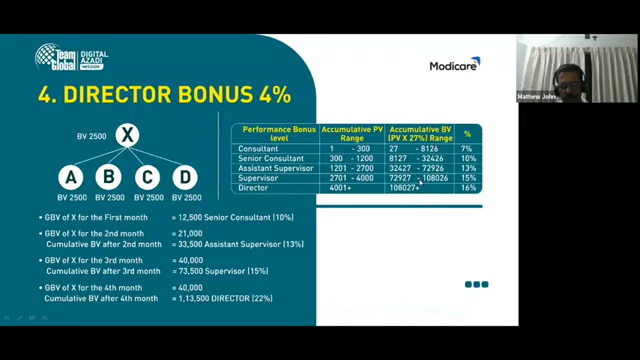 Team Global
DIGITAL
AZADI
MISSION
Modicare
Mathew John
4. DIRECTOR BONUS 4%
BV 2500
X
A
B
C
D
BV 2500
BV 2500
BV 2500
BV 2500
Performance Bonus level Accumulative PV Range Accumulative BV (PV X 27%) Range %
Consultant 1 - 300 27 - 8126 7%
Senior Consultant 300 - 1200 8127 - 32426 10%
Assistant Supervisor 1201 - 2700 32427 - 72926 13%
Supervisor 2701 - 4000 72927 - 108026 15%
Director 4001+ 108027+ 16%
• GBV of X for the First month = 12,500 Senior Consultant (10%)
• GBV of X for the 2nd month = 21,000
Cumulative BV after 2nd month = 33,500 Assistant Supervisor (13%)
• GBV of X for the 3rd month = 40,000
Cumulative BV after 3rd month = 73,500 Supervisor (15%)
• GBV of X for the 4th month = 40,000
Cumulative BV after 4th month = 1,13,500 DIRECTOR (22%)